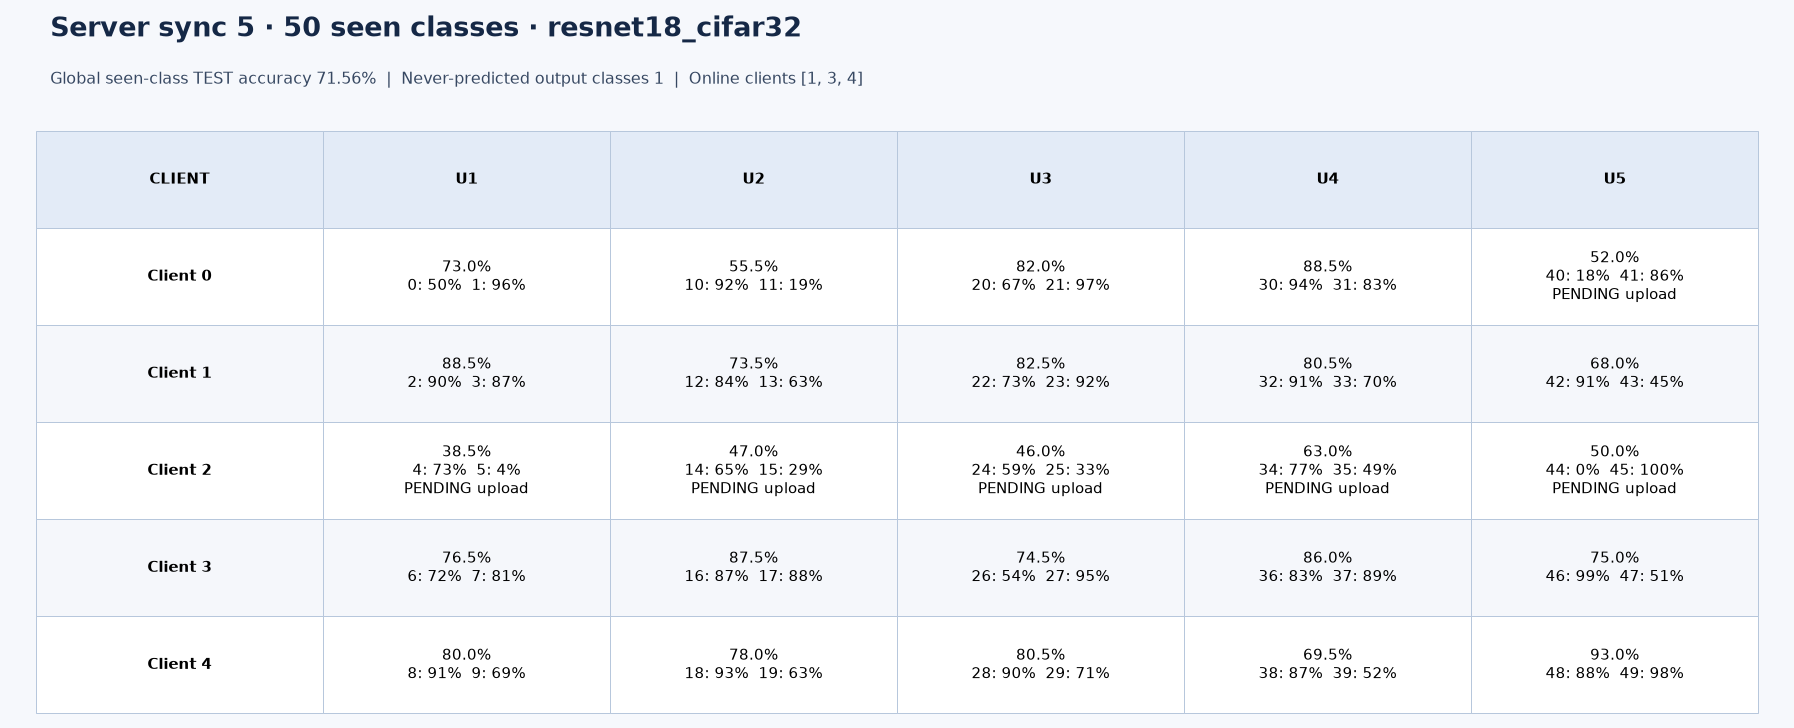 Server sync 5 · 50 seen classes · resnet18_cifar32
Global seen-class TEST accuracy 71.56% | Never-predicted output classes 1 | Online clients [1, 3, 4]
CLIENT U1 U2 U3 U4 U5
Client 0
73.0%
0: 50% 1: 96%
55.5%
10: 92% 11: 19%
82.0%
20: 67% 21: 97%
88.5%
30: 94% 31: 83%
52.0%
40: 18% 41: 86%
PENDING upload
Client 1
88.5%
2: 90% 3: 87%
73.5%
12: 84% 13: 63%
82.5%
22: 73% 23: 92%
80.5%
32: 91% 33: 70%
68.0%
42: 91% 43: 45%
Client 2
38.5%
4: 73% 5: 4%
PENDING upload
47.0%
14: 65% 15: 29%
PENDING upload
46.0%
24: 59% 25: 33%
PENDING upload
63.0%
34: 77% 35: 49%
PENDING upload
50.0%
44: 0% 45: 100%
PENDING upload
Client 3
76.5%
6: 72% 7: 81%
87.5%
16: 87% 17: 88%
74.5%
26: 54% 27: 95%
86.0%
36: 83% 37: 89%
75.0%
46: 99% 47: 51%
Client 4
80.0%
8: 91% 9: 69%
78.0%
18: 93% 19: 63%
80.5%
28: 90% 29: 71%
69.5%
38: 87% 39: 52%
93.0%
48: 88% 49: 98%